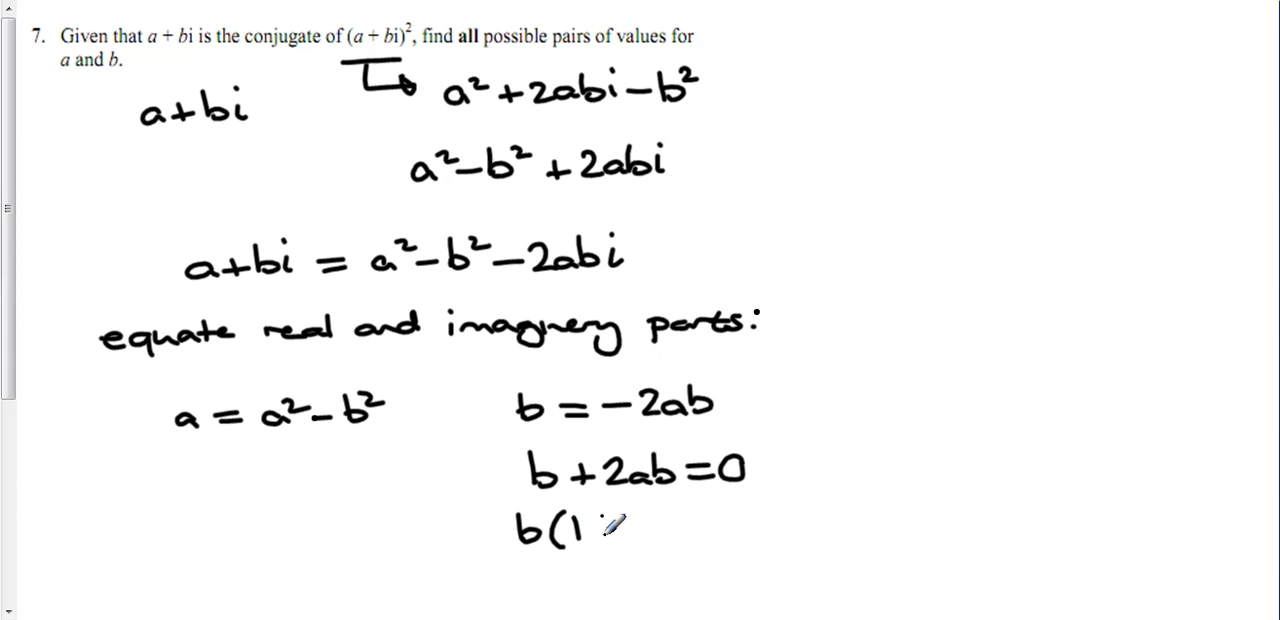 7. Given that a + bi is the conjugate of (a + bi)², find all possible pairs of values for
a and b.
a+bi
a²+2abi-b²
a²-b²+2abi
a+bi = a²-b²-2abi
equate real and imagnery parts:
a = a²-b²
b = -2ab
b+2ab=0
b(1